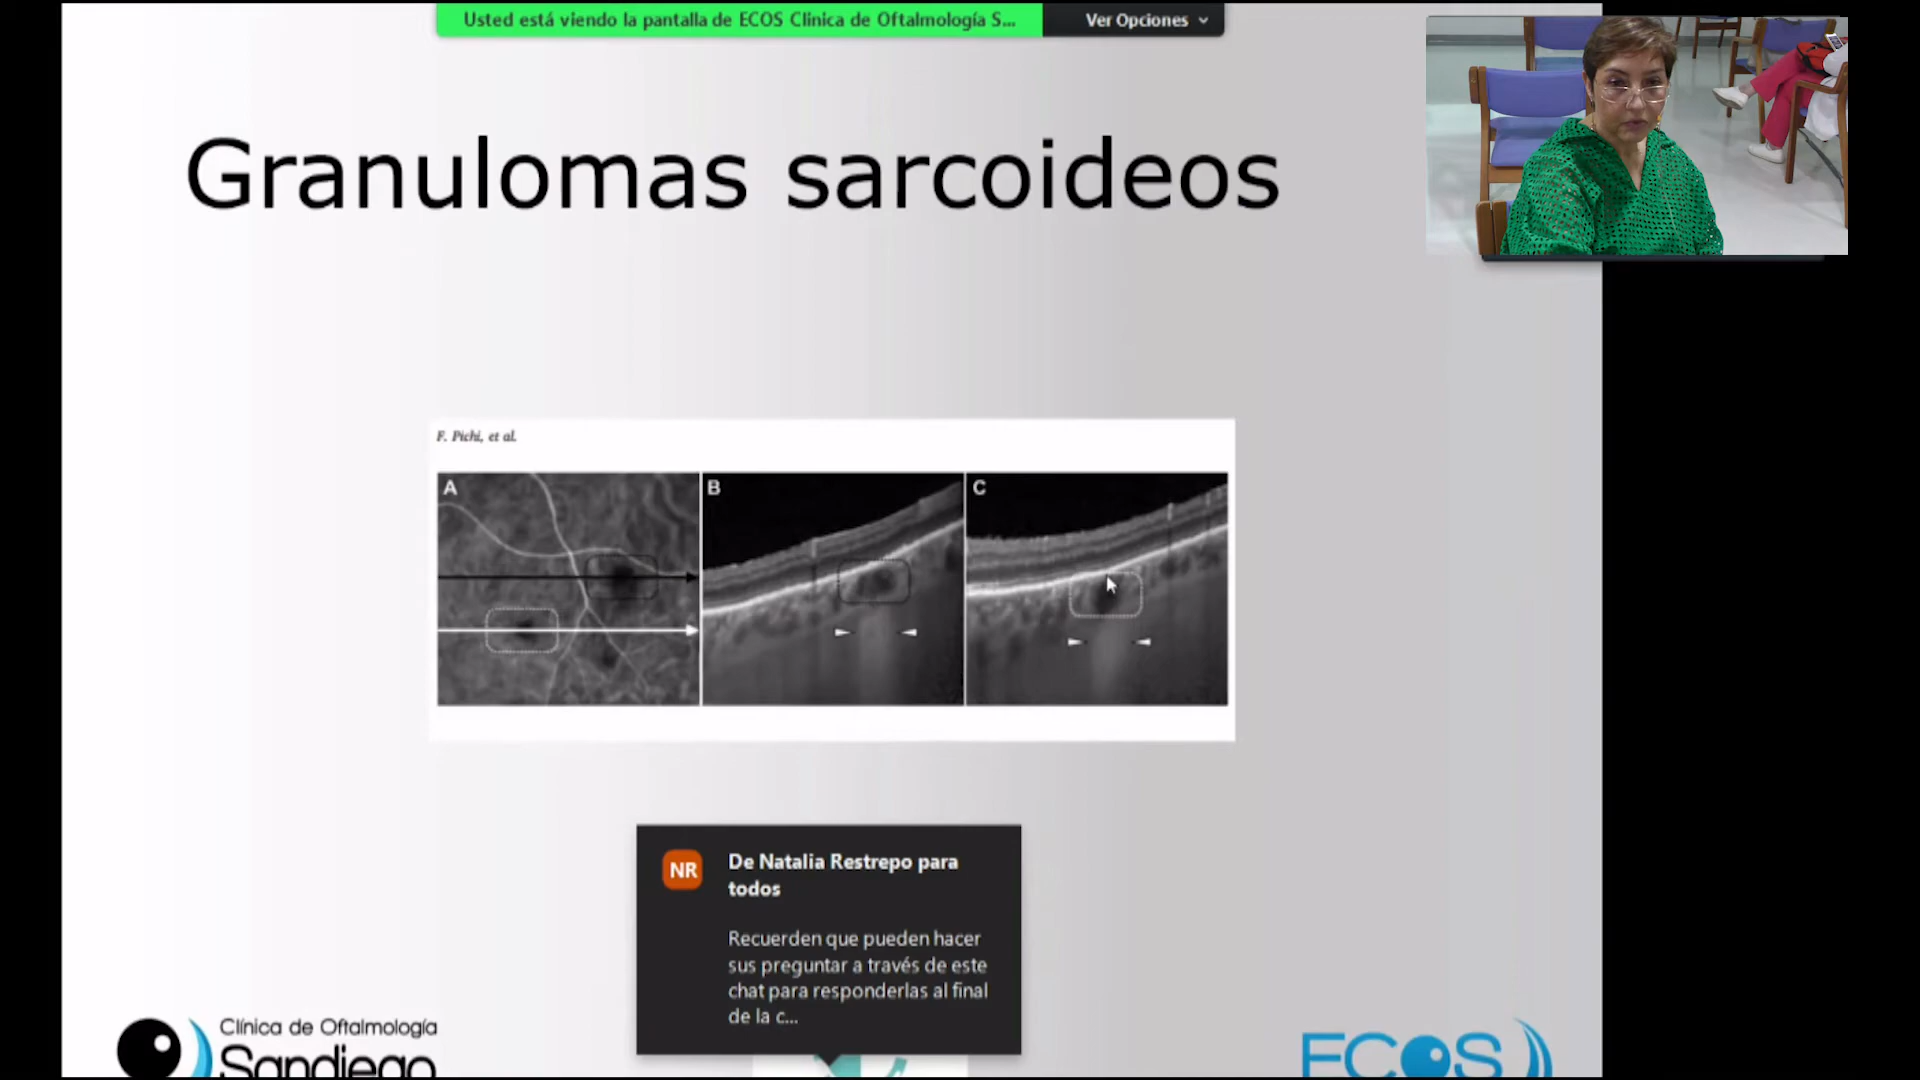 Usted está viendo la pantalla de ECOS Clinica de Oftalmología S...
Ver Opciones
Granulomas sarcoideos
F. Pichi, et al.
A
B
C
NR
De Natalia Restrepo para
todos
Recuerden que pueden hacer
sus preguntar a través de este
chat para responderlas al final
de la c...
Clínica de Oftalmología
Sandiego
ECOS